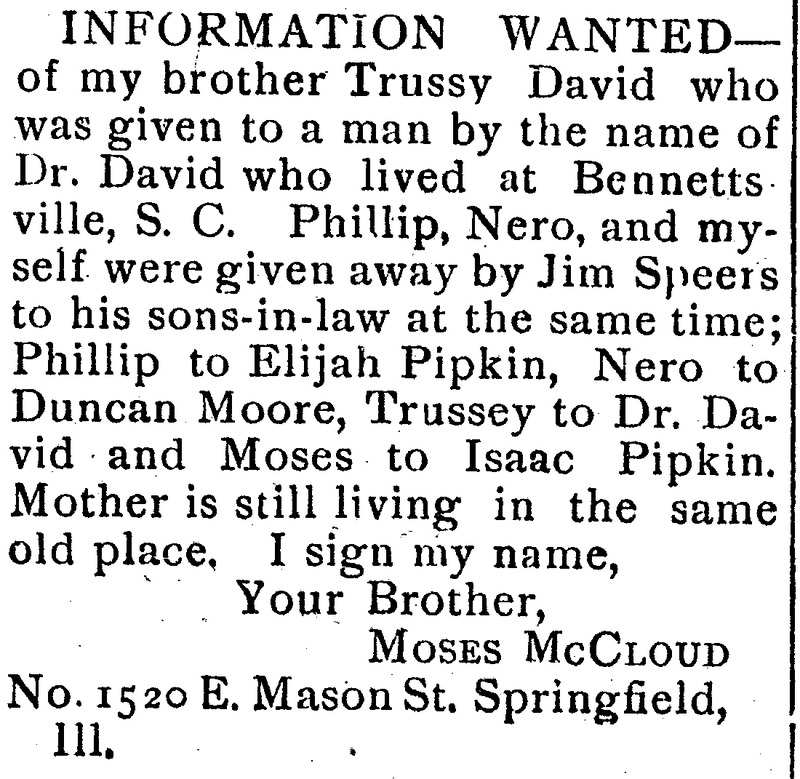 INFORMATION WANTED—
of my brother Trussy David who
was given to a man by the name of
Dr. David who lived at Bennetts-
ville, S. C. Phillip, Nero, and my-
self were given away by Jim Speers
to his sons-in-law at the same time;
Phillip to Elijah Pipkin, Nero to
Duncan Moore, Trussey to Dr. Da-
vid and Moses to Isaac Pipkin.
Mother is still living in the same
old place. I sign my name,
Your Brother,
MOSES MCCLOUD
No. 1520 E. Mason St. Springfield,
Ill.